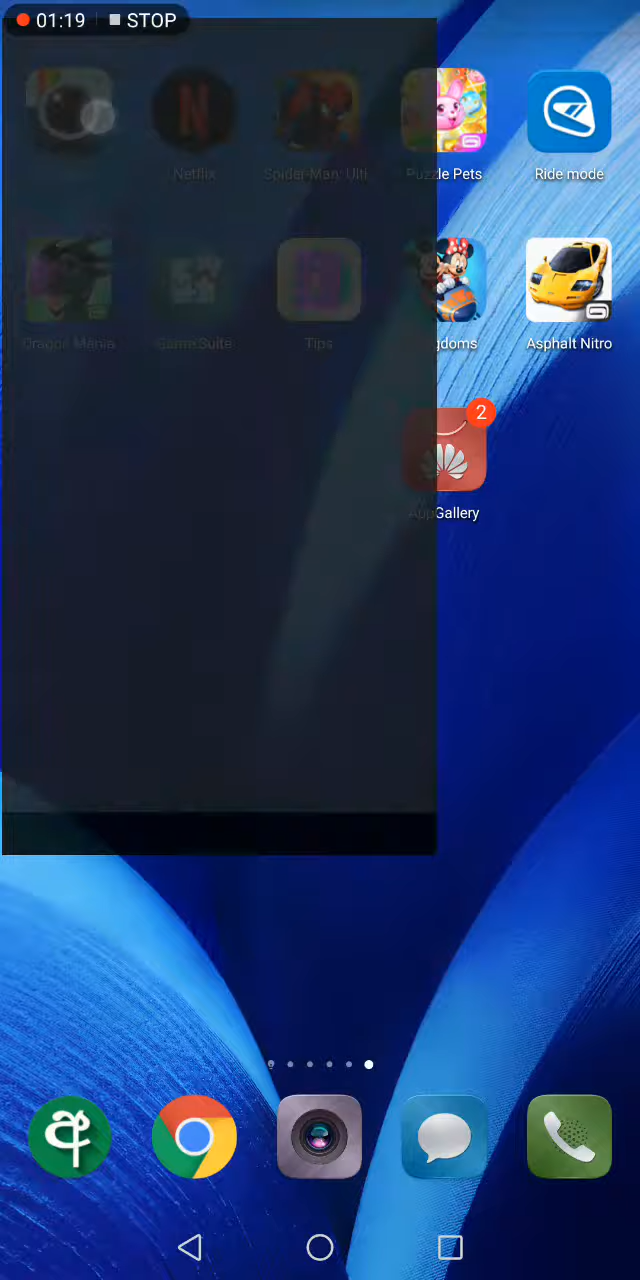 01:19 STOP
Netflix
Spider-Man: Ulti
Puzzle Pets
Ride mode
Dragon Mania
GameSuite
Tips
gdoms
Asphalt Nitro
2
AppGallery
අ